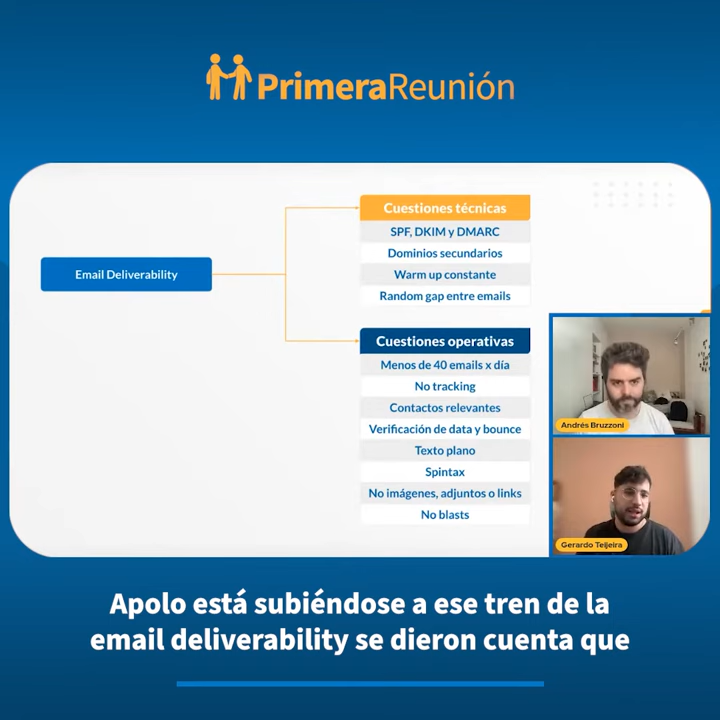 PrimeraReunión
Email Deliverability
Cuestiones técnicas
SPF, DKIM y DMARC
Dominios secundarios
Warm up constante
Random gap entre emails
Cuestiones operativas
Menos de 40 emails x día
No tracking
Contactos relevantes
Verificación de data y bounce
Texto plano
Spintax
No imágenes, adjuntos o links
No blasts
Andrés Bruzzoni
Gerardo Teijeira
Apolo está subiéndose a ese tren de la
email deliverability se dieron cuenta que